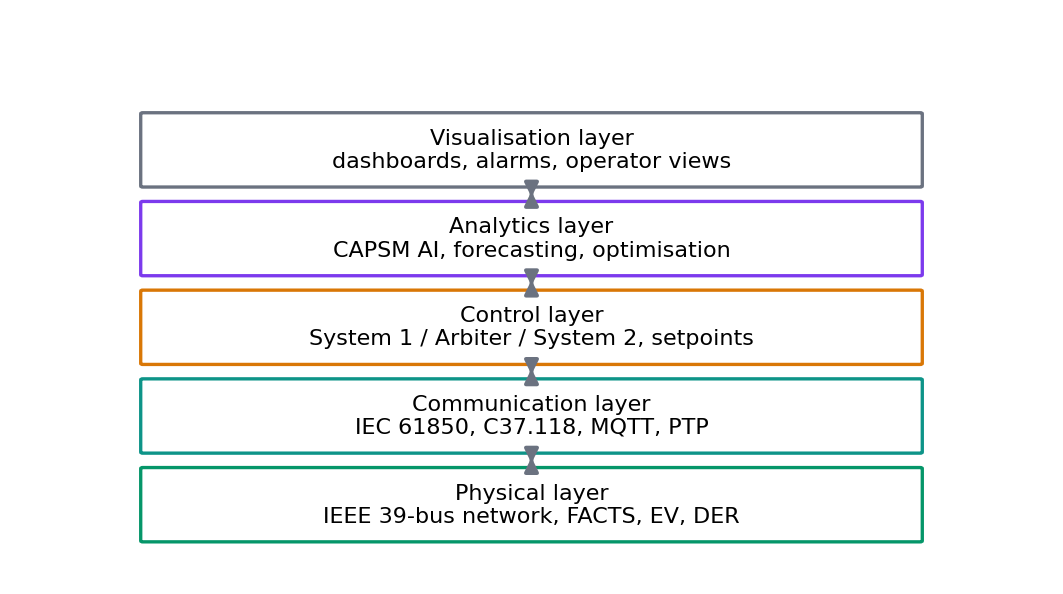 Visualisation layer
dashboards, alarms, operator views
Analytics layer
CAPSM AI, forecasting, optimisation
Control layer
System 1 / Arbiter / System 2, setpoints
Communication layer
IEC 61850, C37.118, MQTT, PTP
Physical layer
IEEE 39-bus network, FACTS, EV, DER